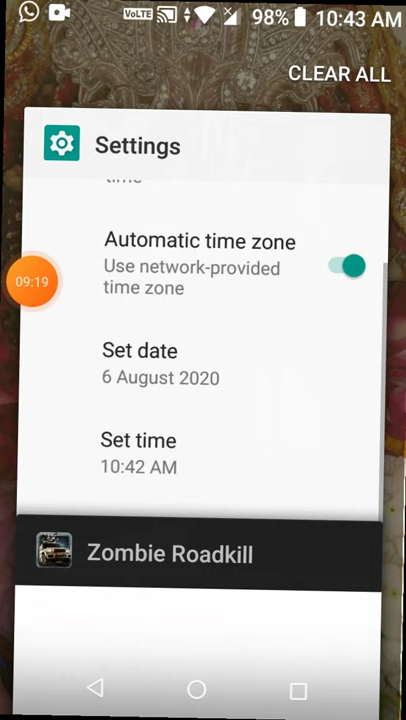 VoLTE 98% 10:43 AM
CLEAR ALL
Settings
time
Automatic time zone
Use network-provided
time zone
09:19
Set date
6 August 2020
Set time
10:42 AM
Zombie Roadkill